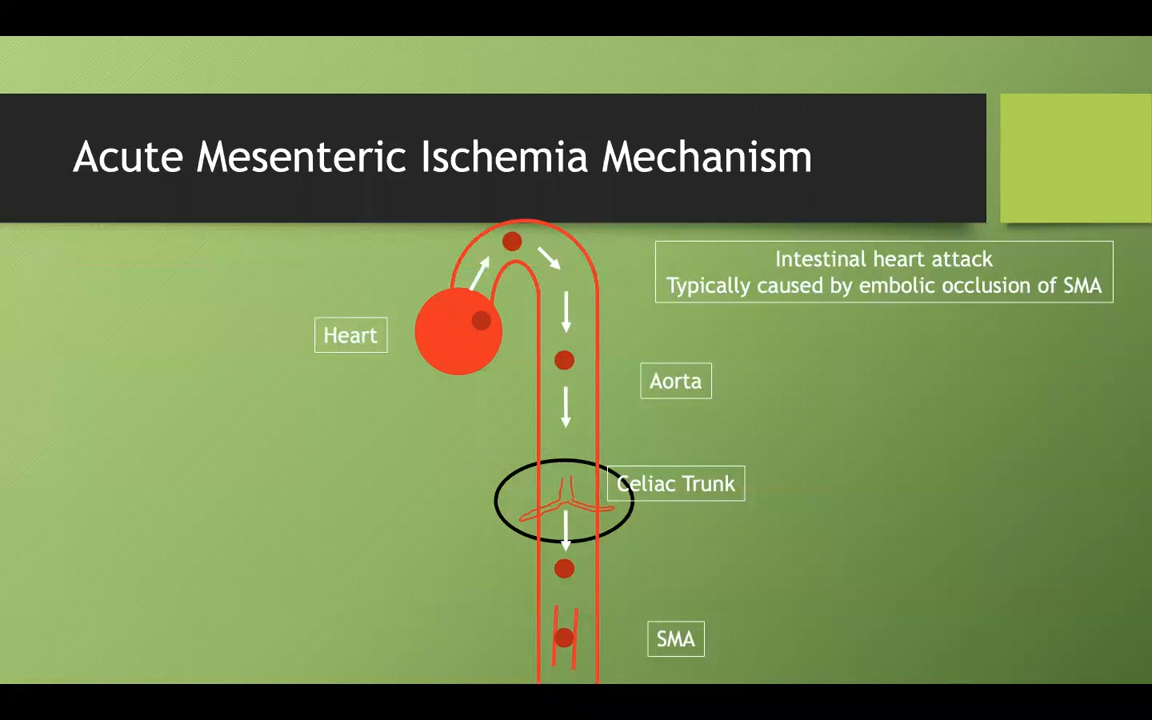 Acute Mesenteric Ischemia Mechanism
Intestinal heart attack
Typically caused by embolic occlusion of SMA
Heart
Aorta
Celiac Trunk
SMA